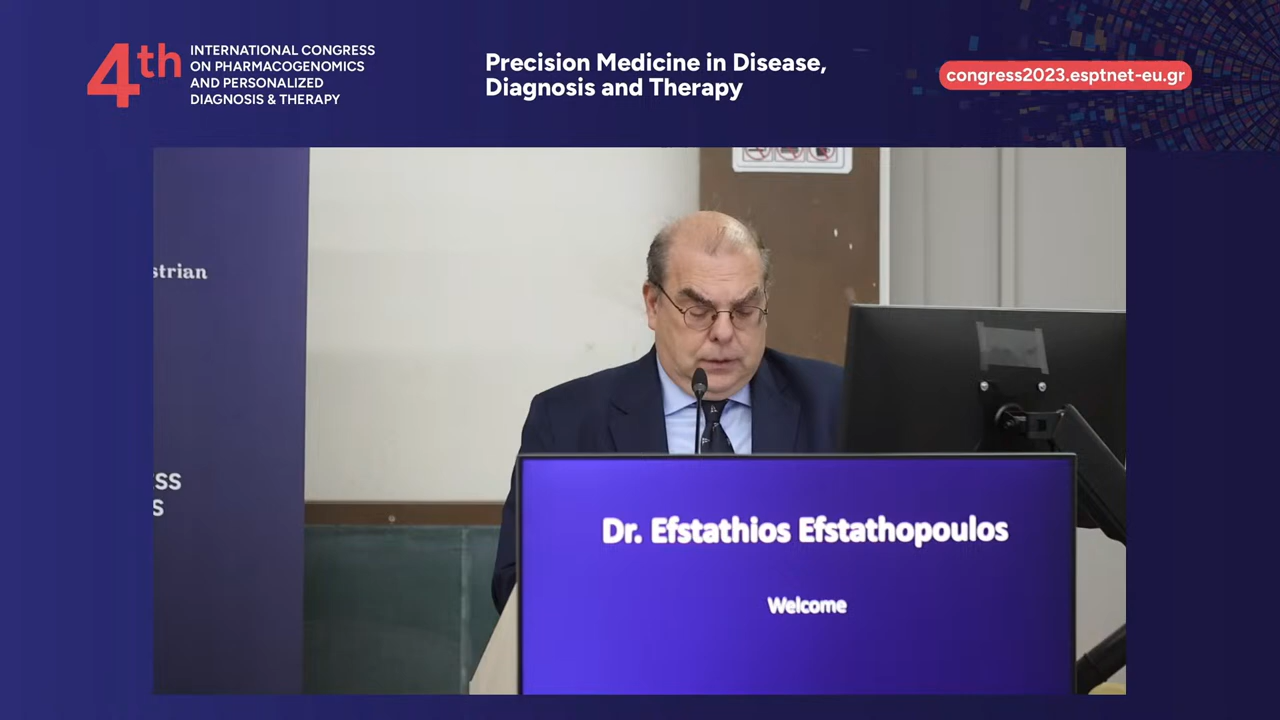 4th
INTERNATIONAL CONGRESS
ON PHARMACOGENOMICS
AND PERSONALIZED
DIAGNOSIS & THERAPY
Precision Medicine in Disease,
Diagnosis and Therapy
congress2023.esptnet-eu.gr
strian
SS
S
Dr. Efstathios Efstathopoulos
Welcome